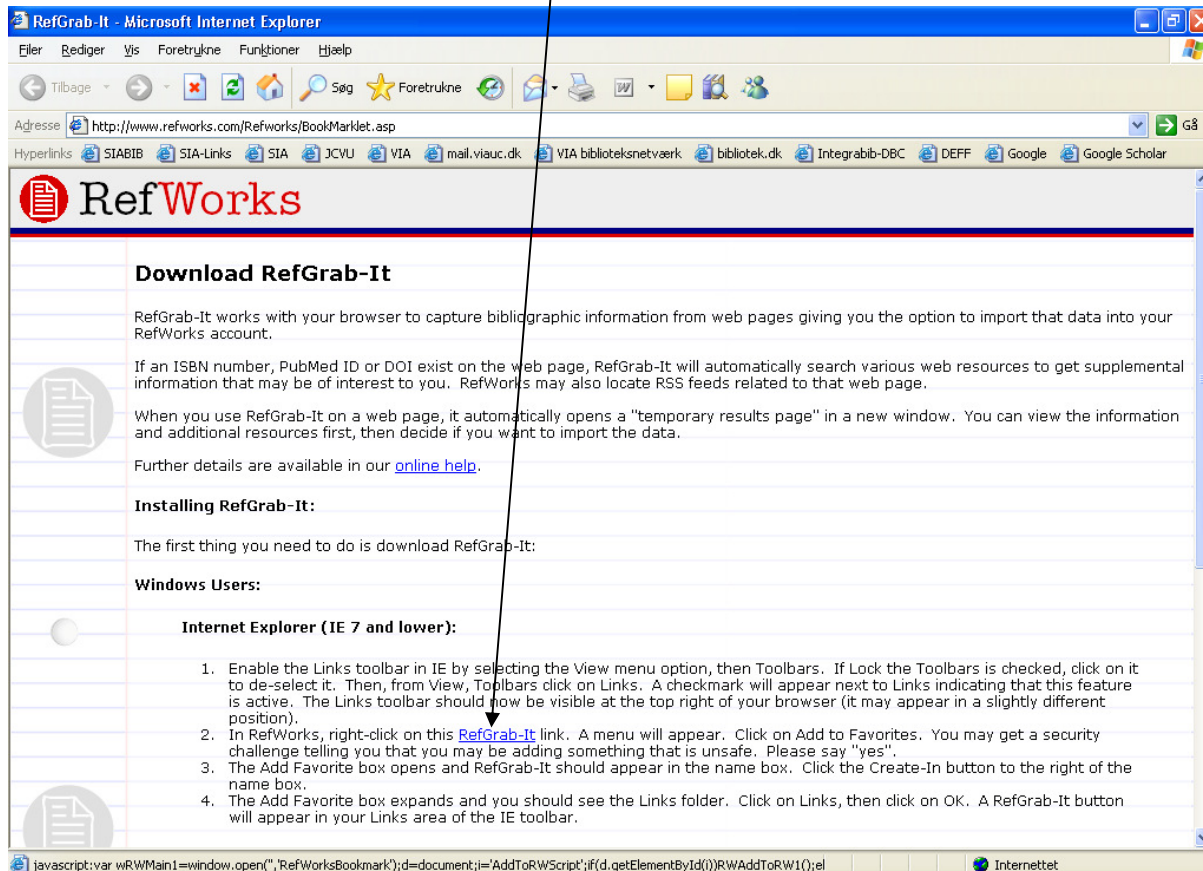 RefGrab-It - Microsoft Internet Explorer
Filer Rediger Vis Foretrukne Funktioner Hjælp
Tilbage Søg Foretrukne
Adresse http://www.refworks.com/Refworks/BookMarklet.asp Gå
Hyperlinks SIABIB SIA-Links SIA JCVU VIA mail.viauc.dk VIA biblioteksnetværk bibliotek.dk Integrabib-DBC DEFF Google Google Scholar
RefWorks
Download RefGrab-It
RefGrab-It works with your browser to capture bibliographic information from web pages giving you the option to import that data into your
RefWorks account.
If an ISBN number, PubMed ID or DOI exist on the web page, RefGrab-It will automatically search various web resources to get supplemental
information that may be of interest to you. RefWorks may also locate RSS feeds related to that web page.
When you use RefGrab-It on a web page, it automatically opens a "temporary results page" in a new window. You can view the information
and additional resources first, then decide if you want to import the data.
Further details are available in our online help.
Installing RefGrab-It:
The first thing you need to do is download RefGrab-It:
Windows Users:
Internet Explorer (IE 7 and lower):
1. Enable the Links toolbar in IE by selecting the View menu option, then Toolbars. If Lock the Toolbars is checked, click on it
to de-select it. Then, from View, Toolbars click on Links. A checkmark will appear next to Links indicating that this feature
is active. The Links toolbar should now be visible at the top right of your browser (it may appear in a slightly different
position).
2. In RefWorks, right-click on this RefGrab-It link. A menu will appear. Click on Add to Favorites. You may get a security
challenge telling you that you may be adding something that is unsafe. Please say "yes".
3. The Add Favorite box opens and RefGrab-It should appear in the name box. Click the Create-In button to the right of the
name box.
4. The Add Favorite box expands and you should see the Links folder. Click on Links, then click on OK. A RefGrab-It button
will appear in your Links area of the IE toolbar.
javascript:var wRWMain1=window.open('','RefWorksBookmark');d=document;i='AddToRWScript';if(d.getElementById(i))RWAddToRW1();el Internettet